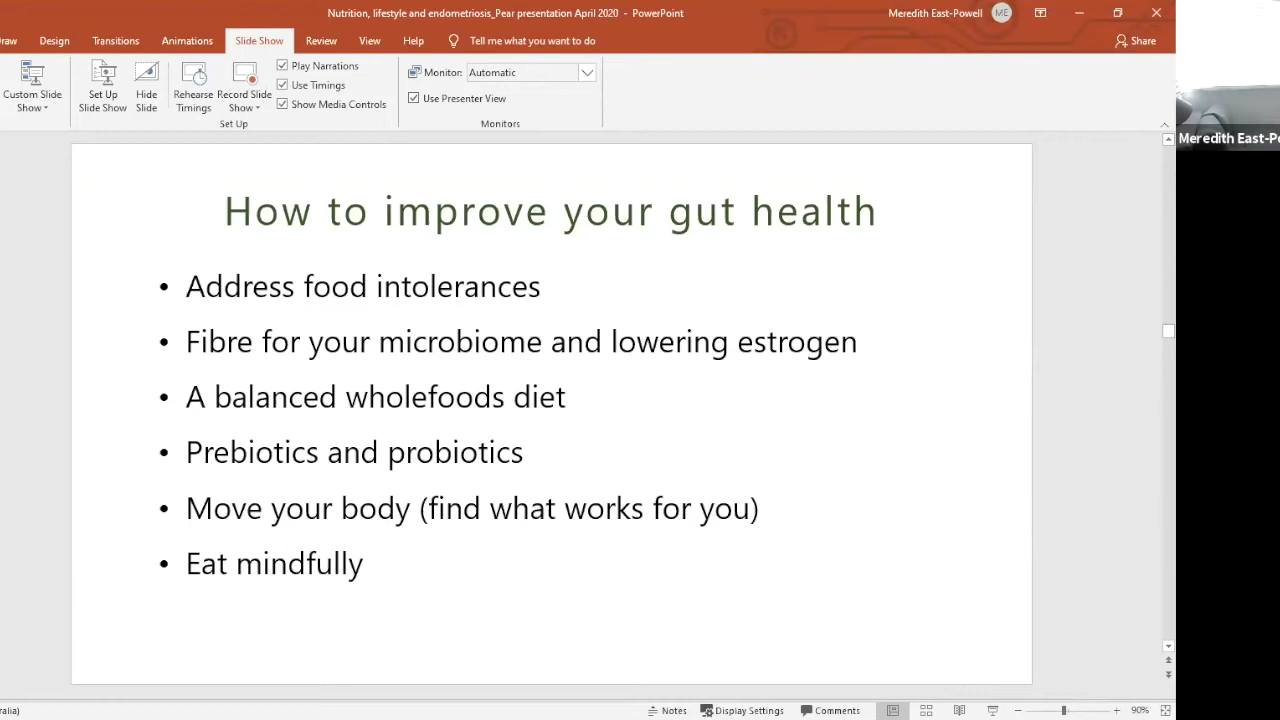 Nutrition, lifestyle and endometriosis_Pear presentation April 2020 - PowerPoint
Meredith East-Powell
ME
raw
Design
Transitions
Animations
Slide Show
Review
View
Help
Tell me what you want to do
Share
Custom Slide
Show
Set Up
Slide Show
Hide
Slide
Rehearse
Timings
Record Slide
Show
Play Narrations
Use Timings
Show Media Controls
Set Up
Monitor:
Automatic
Use Presenter View
Monitors
Meredith East-Po
How to improve your gut health
• Address food intolerances
• Fibre for your microbiome and lowering estrogen
• A balanced wholefoods diet
• Prebiotics and probiotics
• Move your body (find what works for you)
• Eat mindfully
ralia)
Notes
Display Settings
Comments
90%